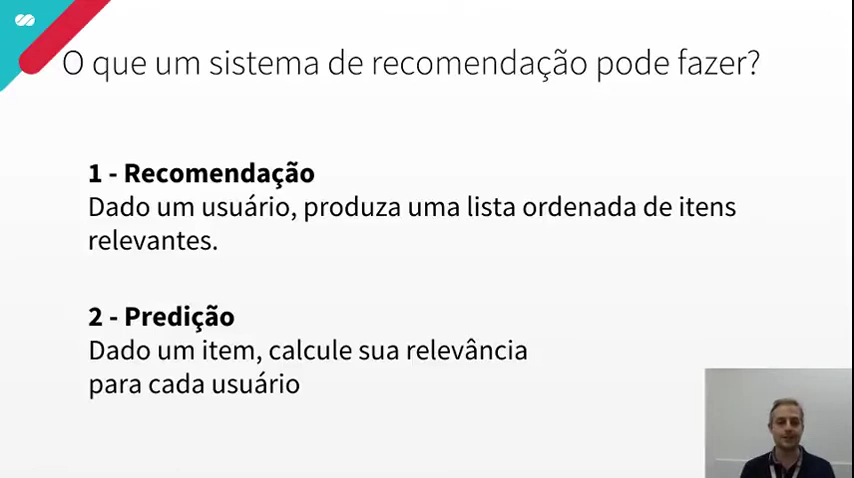 O que um sistema de recomendação pode fazer?
1 - Recomendação
Dado um usuário, produza uma lista ordenada de itens
relevantes.
2 - Predição
Dado um item, calcule sua relevância
para cada usuário